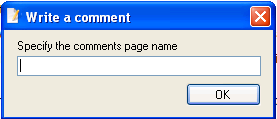 Write a comment
Specify the comments page name
OK